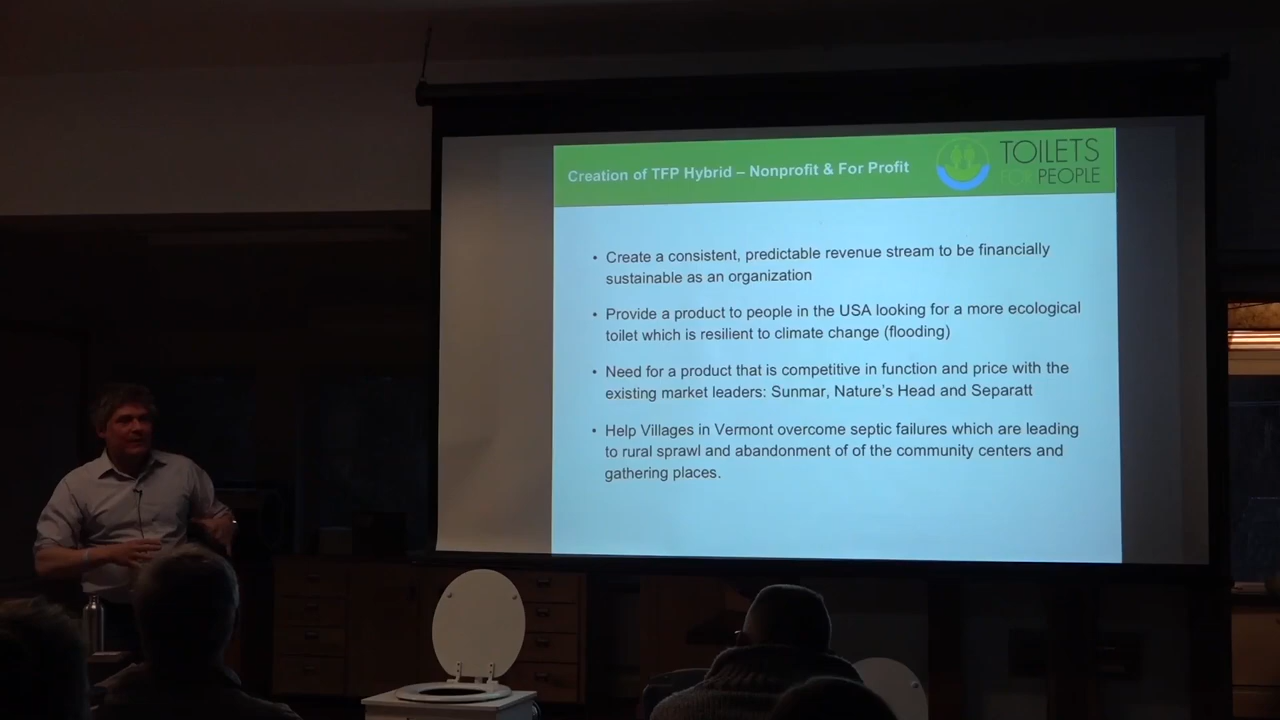 Creation of TFP Hybrid – Nonprofit & For Profit
TOILETS
FOR PEOPLE
• Create a consistent, predictable revenue stream to be financially
sustainable as an organization
• Provide a product to people in the USA looking for a more ecological
toilet which is resilient to climate change (flooding)
• Need for a product that is competitive in function and price with the
existing market leaders: Sunmar, Nature's Head and Separatt
• Help Villages in Vermont overcome septic failures which are leading
to rural sprawl and abandonment of of the community centers and
gathering places.